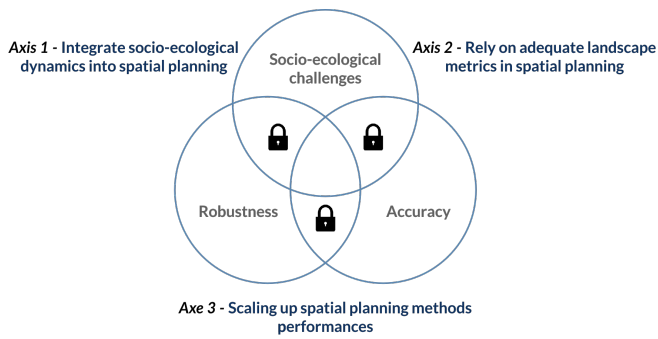 Axis 1 - Integrate socio-ecological
dynamics into spatial planning
Axis 2 - Rely on adequate landscape
metrics in spatial planning
Socio-ecological
challenges
Robustness
Accuracy
Axe 3 - Scaling up spatial planning methods
performances